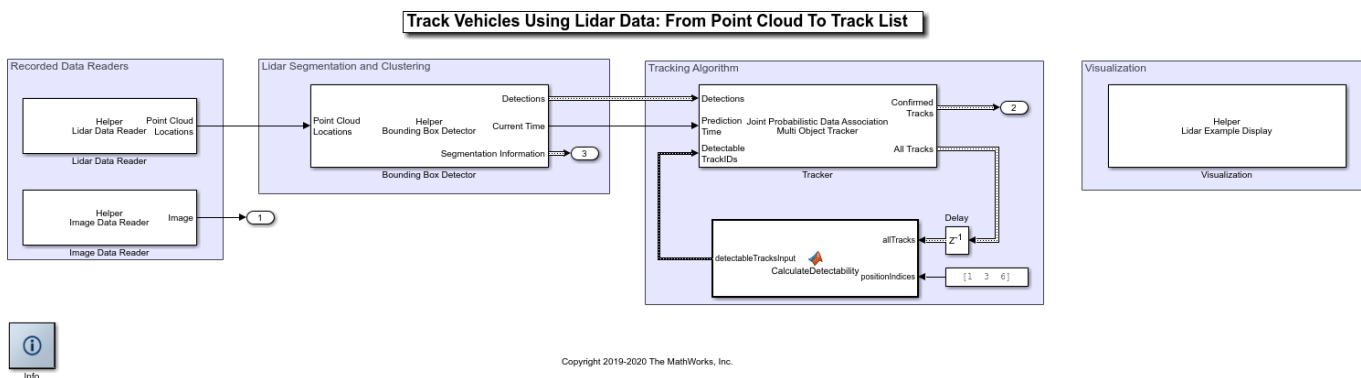 Track Vehicles Using Lidar Data: From Point Cloud To Track List
Recorded Data Readers
Helper
Lidar Data Reader
Point Cloud
Locations
Lidar Data Reader
Helper
Image Data Reader
Image
Image Data Reader
1
Lidar Segmentation and Clustering
Point Cloud
Locations
Helper
Bounding Box Detector
Detections
Current Time
Segmentation Information
Bounding Box Detector
3
Tracking Algorithm
Detections
Prediction
Time
Detectable
TrackIDs
Joint Probabilistic Data Association
Multi Object Tracker
Confirmed
Tracks
All Tracks
Tracker
2
Delay
Z-1
allTracks
detectableTracksInput
CalculateDetectability
positionIndices
[1 3 6]
Visualization
Helper
Lidar Example Display
Visualization
Info
Copyright 2019-2020 The MathWorks, Inc.